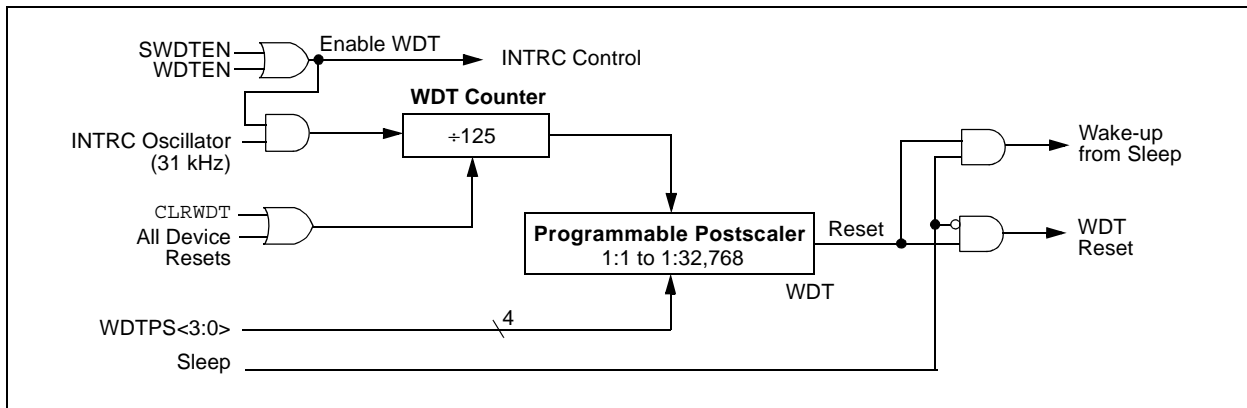 SWDTEN
WDTEN
Enable WDT
INTRC Control
WDT Counter
÷125
INTRC Oscillator
(31 kHz)
Wake-up
from Sleep
CLRWDT
All Device
Resets
Programmable Postscaler
1:1 to 1:32,768
Reset
WDT
Reset
WDT
WDTPS<3:0>
4
Sleep